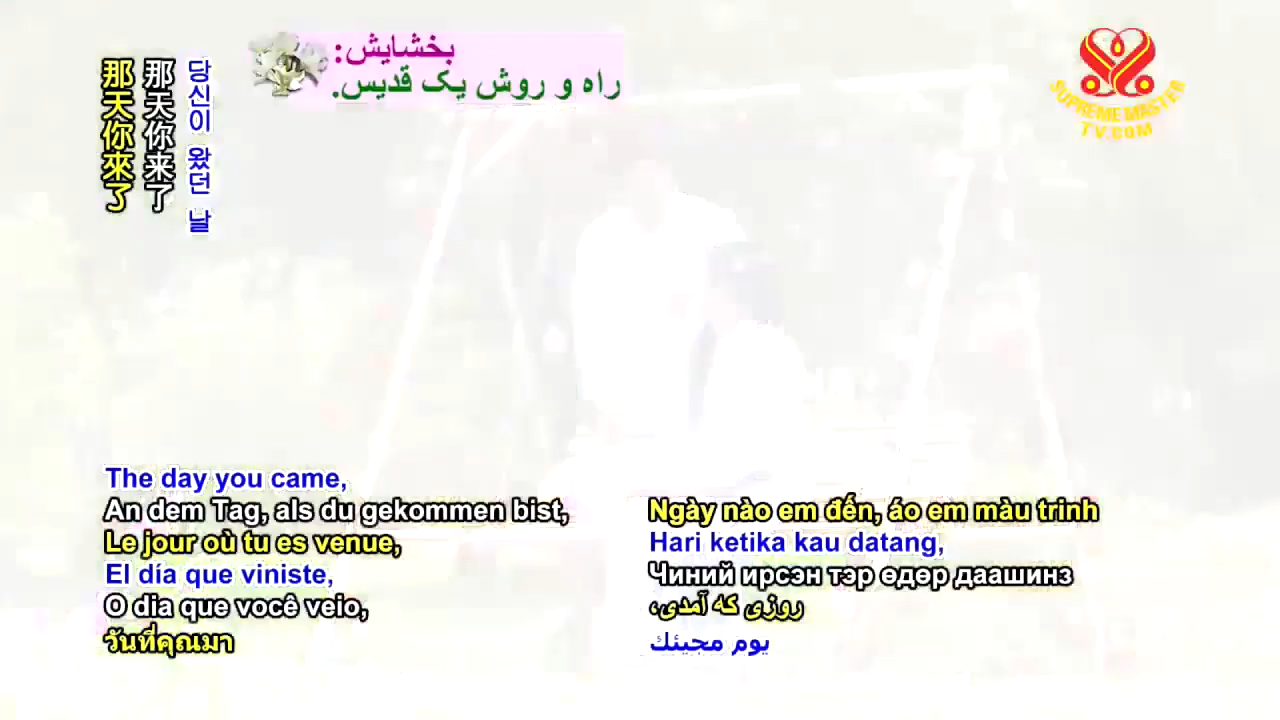 بخشایش:
راه و روش یک قدیس.
SUPREME MASTER
TV.COM
那天你來了
那天你来了
당신이 왔던 날
The day you came,
An dem Tag, als du gekommen bist,
Le jour où tu es venue,
El día que viniste,
O dia que você veio,
วันที่คุณมา
Ngày nào em đến, áo em màu trinh
Hari ketika kau datang,
Чиний ирсэн тэр өдөр даашинз
روزی که آمدی،
يوم مجيئك